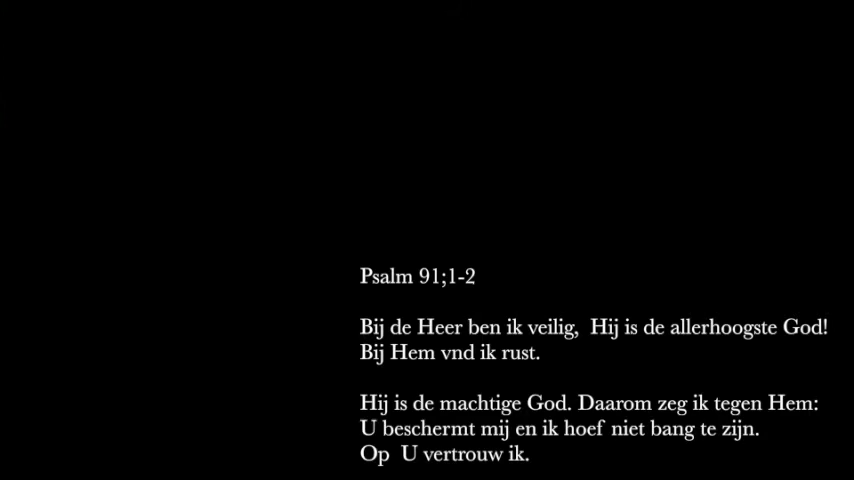 Psalm 91;1-2
Bij de Heer ben ik veilig,  Hij is de allerhoogste God!
Bij Hem vnd ik rust.
Hij is de machtige God. Daarom zeg ik tegen Hem:
U beschermt mij en ik hoef niet bang te zijn.
Op  U vertrouw ik.